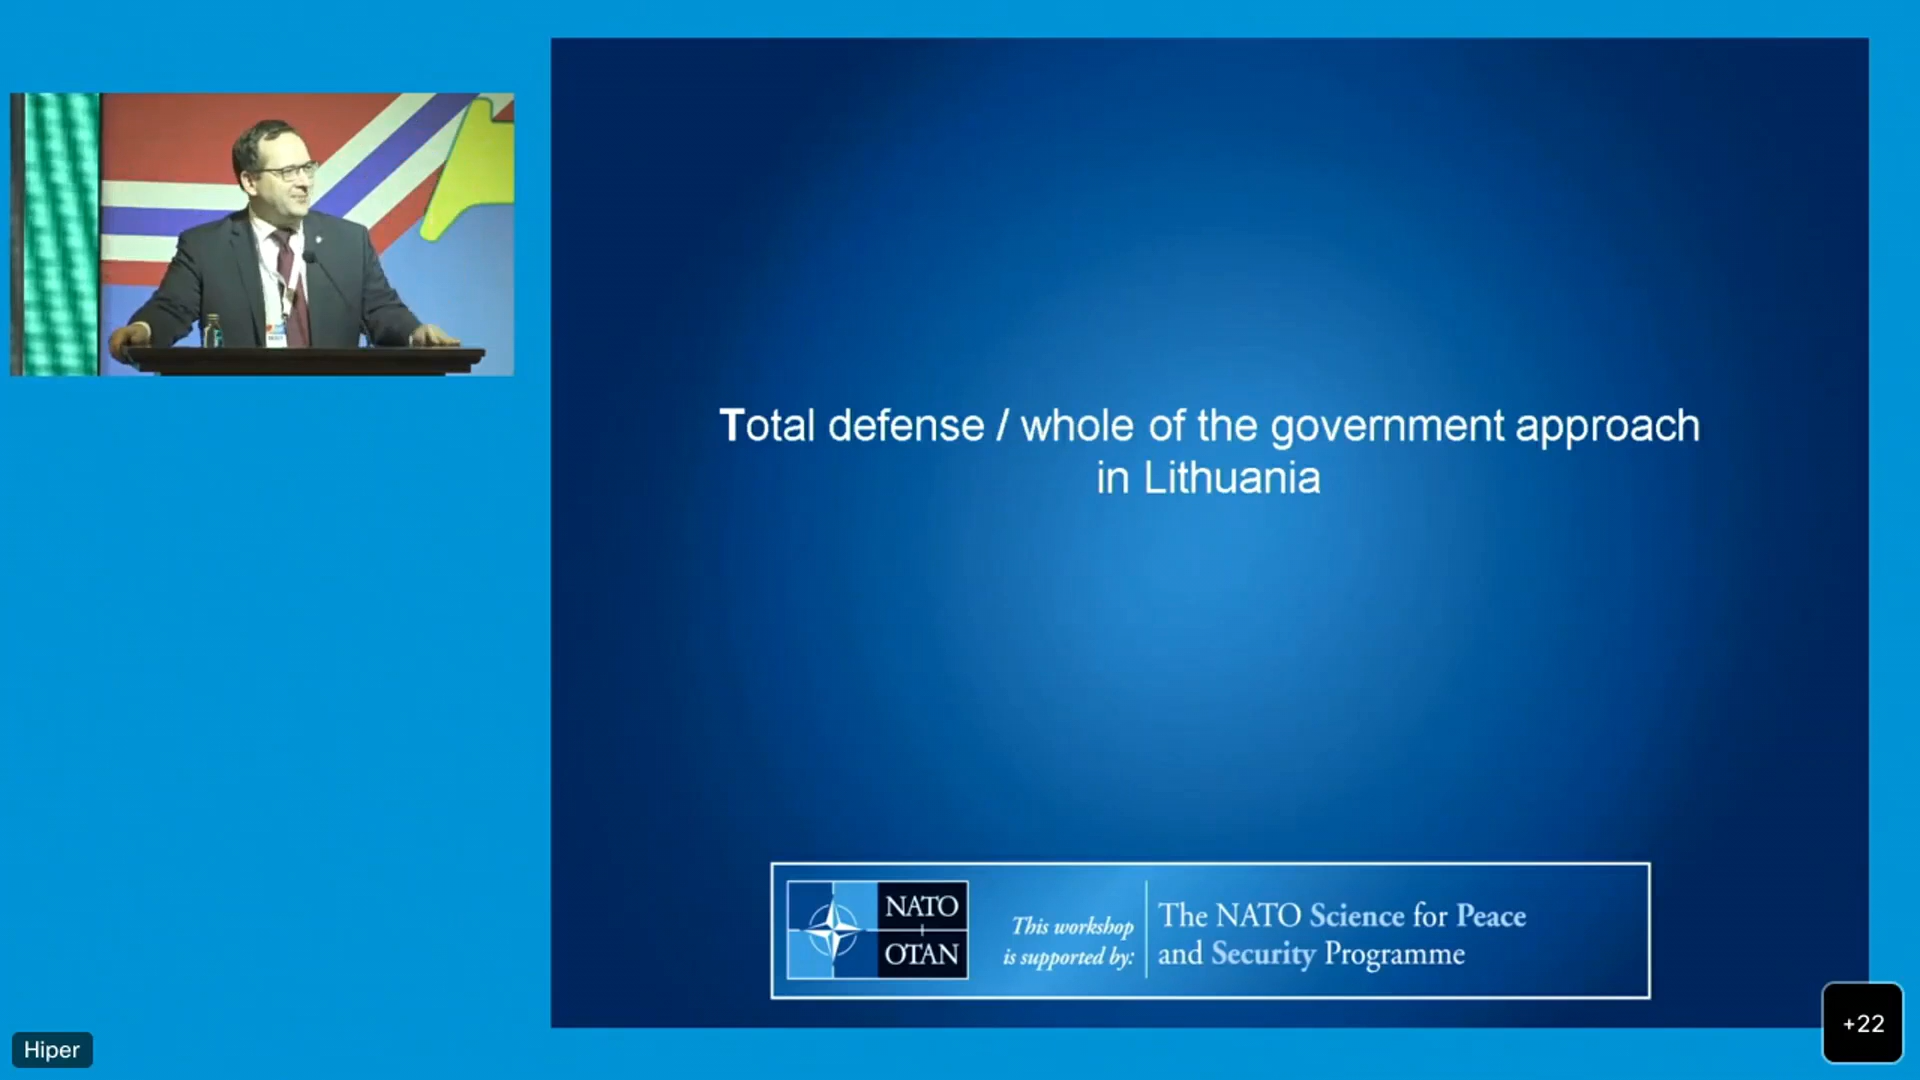 Total defense / whole of the government approach
in Lithuania
NATO
OTAN
This workshop
is supported by:
The NATO Science for Peace
and Security Programme
Hiper
+22